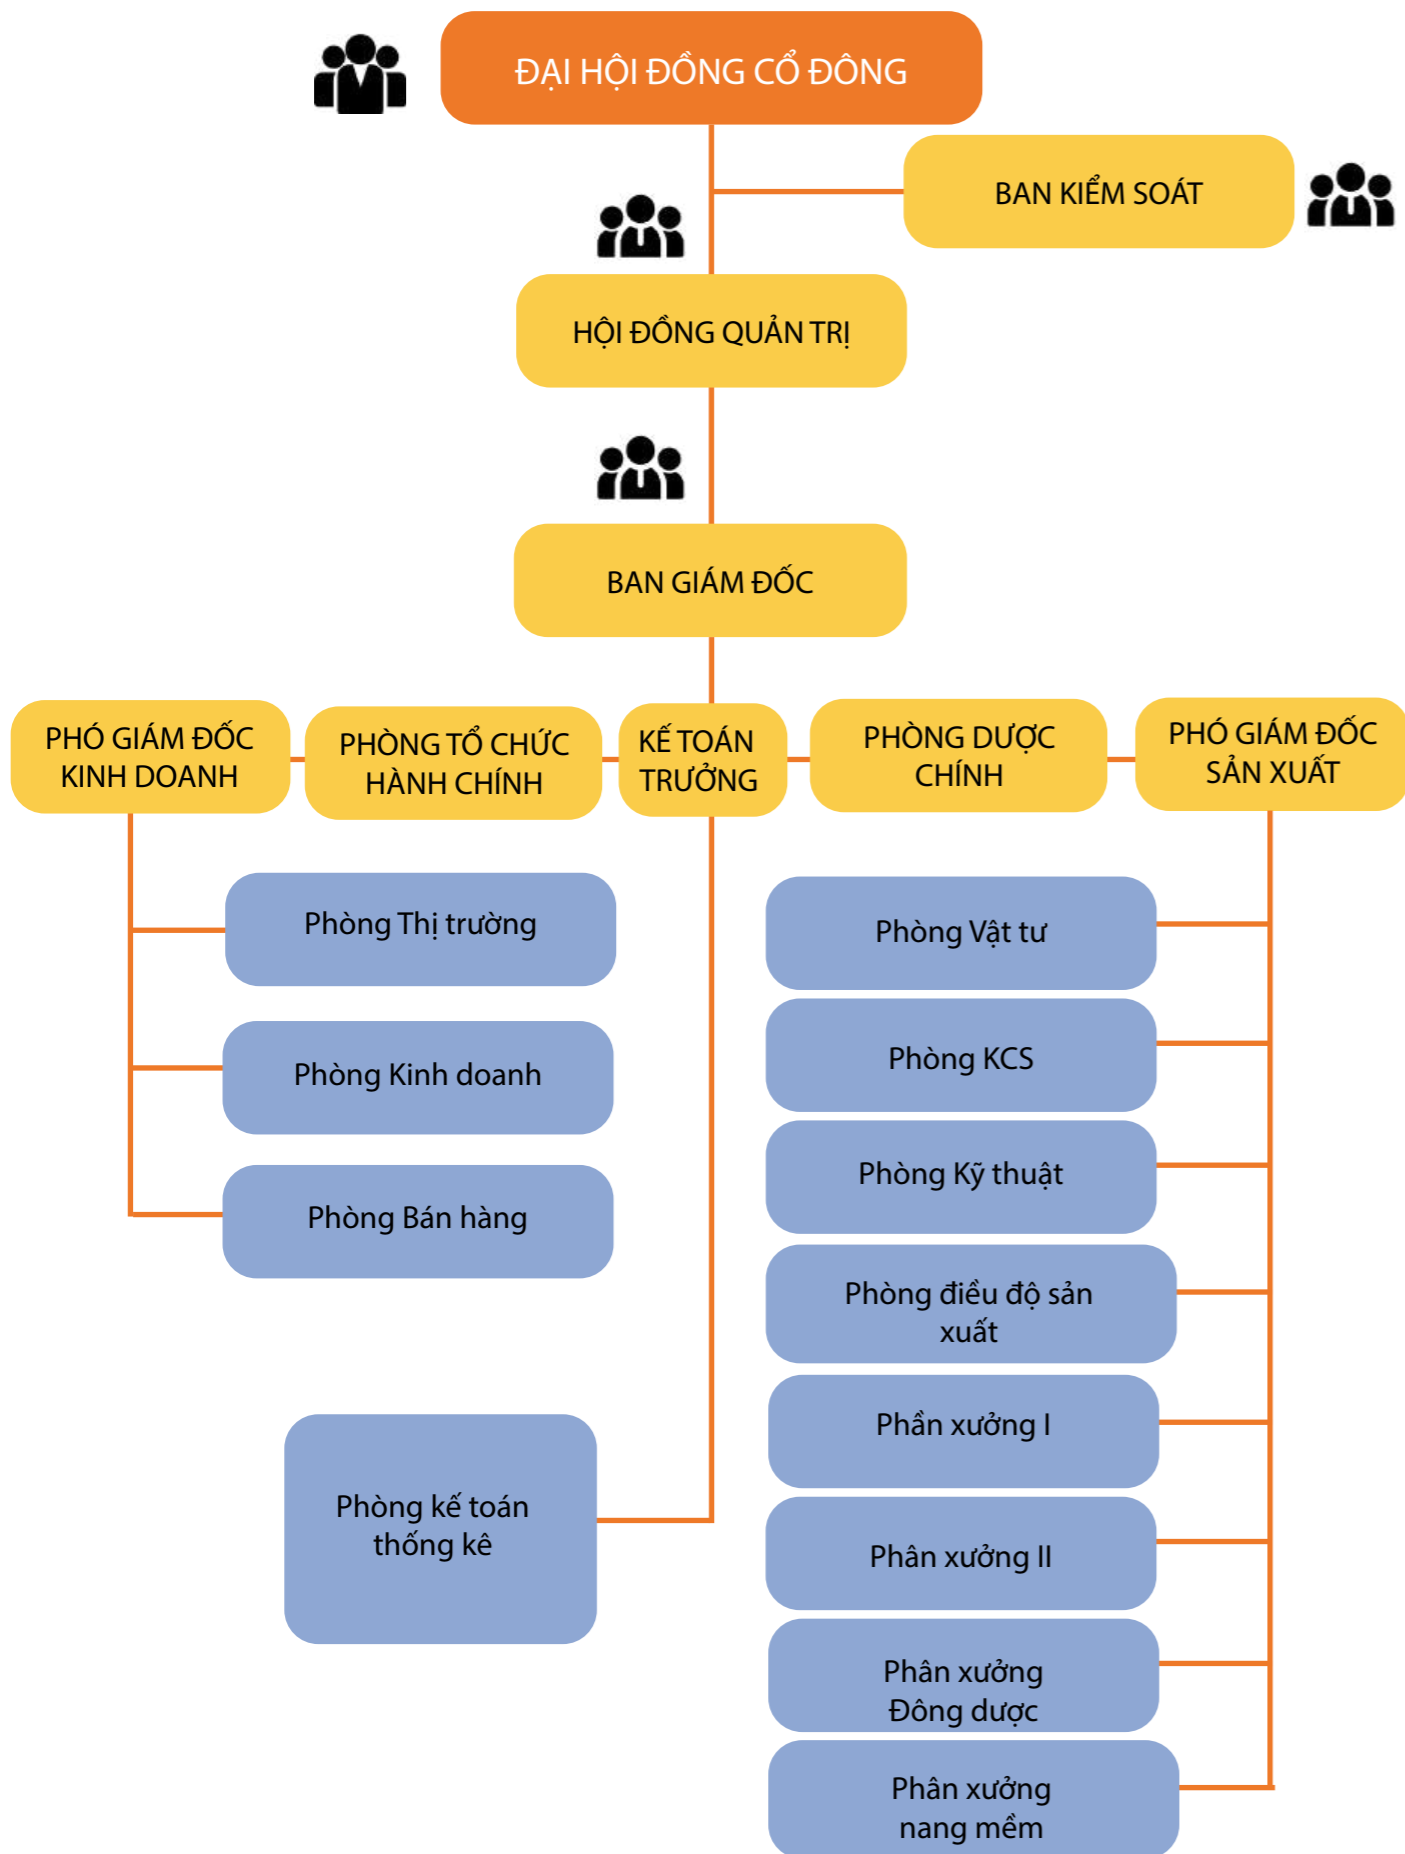 ĐẠI HỘI ĐỒNG CỔ ĐÔNG
BAN KIỂM SOÁT
HỘI ĐỒNG QUẢN TRỊ
BAN GIÁM ĐỐC
PHÓ GIÁM ĐỐC
KINH DOANH
PHÒNG TỔ CHỨC
HÀNH CHÍNH
KẾ TOÁN
TRƯỞNG
PHÒNG DƯỢC
CHÍNH
PHÓ GIÁM ĐỐC
SẢN XUẤT
Phòng Thị trường
Phòng Kinh doanh
Phòng Bán hàng
Phòng kế toán
thống kê
Phòng Vật tư
Phòng KCS
Phòng Kỹ thuật
Phòng điều độ sản
xuất
Phần xưởng I
Phân xưởng II
Phân xưởng
Đông dược
Phân xưởng
nang mềm